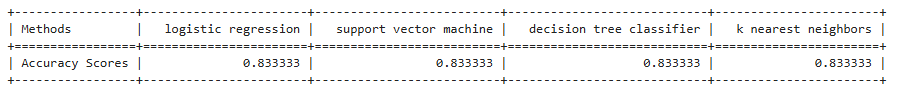 +-----------------+---------------------+------------------------+--------------------------+---------------------+
| Methods         |   logistic regression |   support vector machine |   decision tree classifier |   k nearest neighbors |
+=================+=====================+========================+==========================+=====================+
| Accuracy Scores |              0.833333 |                 0.833333 |                   0.833333 |              0.833333 |
+-----------------+---------------------+------------------------+--------------------------+---------------------+